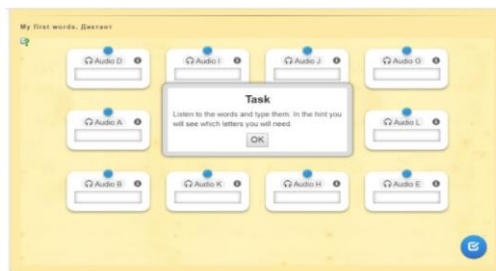 My first words. Диктант
Audio D
Audio I
Audio J
Audio G
Task
Listen to the words and type them. In the hint you
will see which letters you will need.
OK
Audio A
Audio L
Audio B
Audio K
Audio H
Audio E